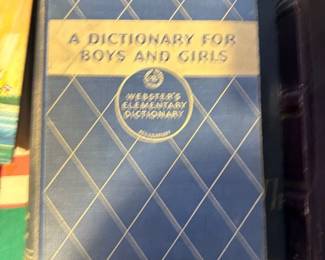 A DICTIONARY FOR
BOYS AND GIRLS
WEBSTER'S
ELEMENTARY
DICTIONARY